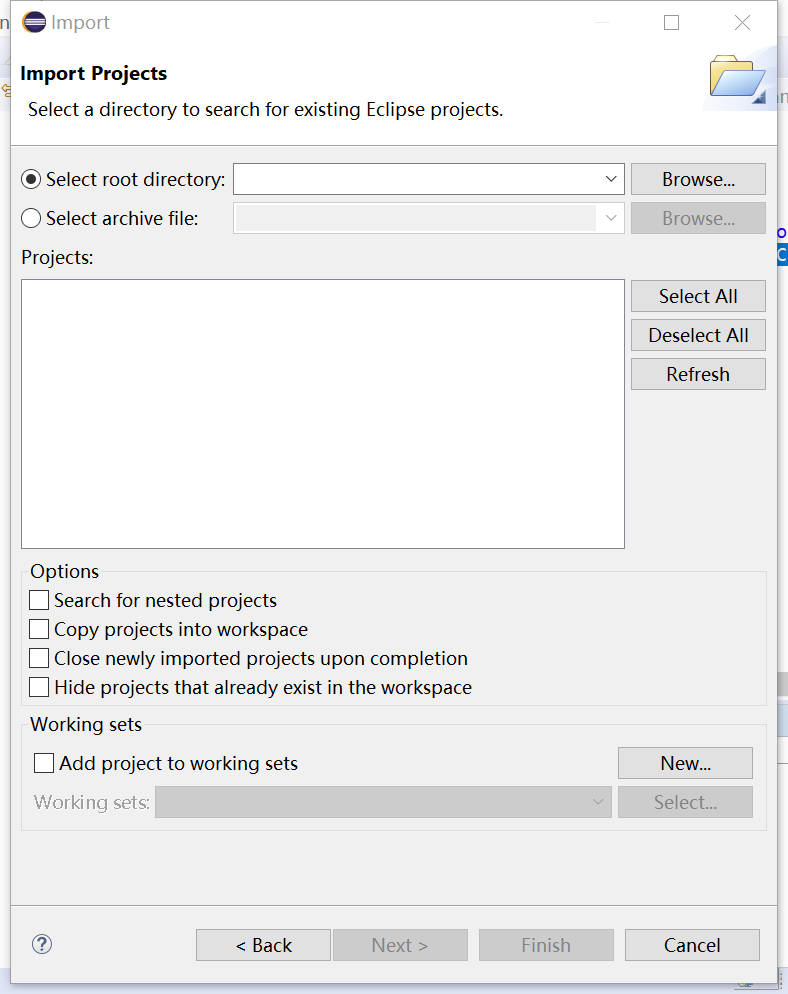 Import
Import Projects
Select a directory to search for existing Eclipse projects.
Select root directory: Browse...
Select archive file: Browse...
Projects:
Select All
Deselect All
Refresh
Options
Search for nested projects
Copy projects into workspace
Close newly imported projects upon completion
Hide projects that already exist in the workspace
Working sets
Add project to working sets New...
Working sets: Select...
? < Back Next > Finish Cancel